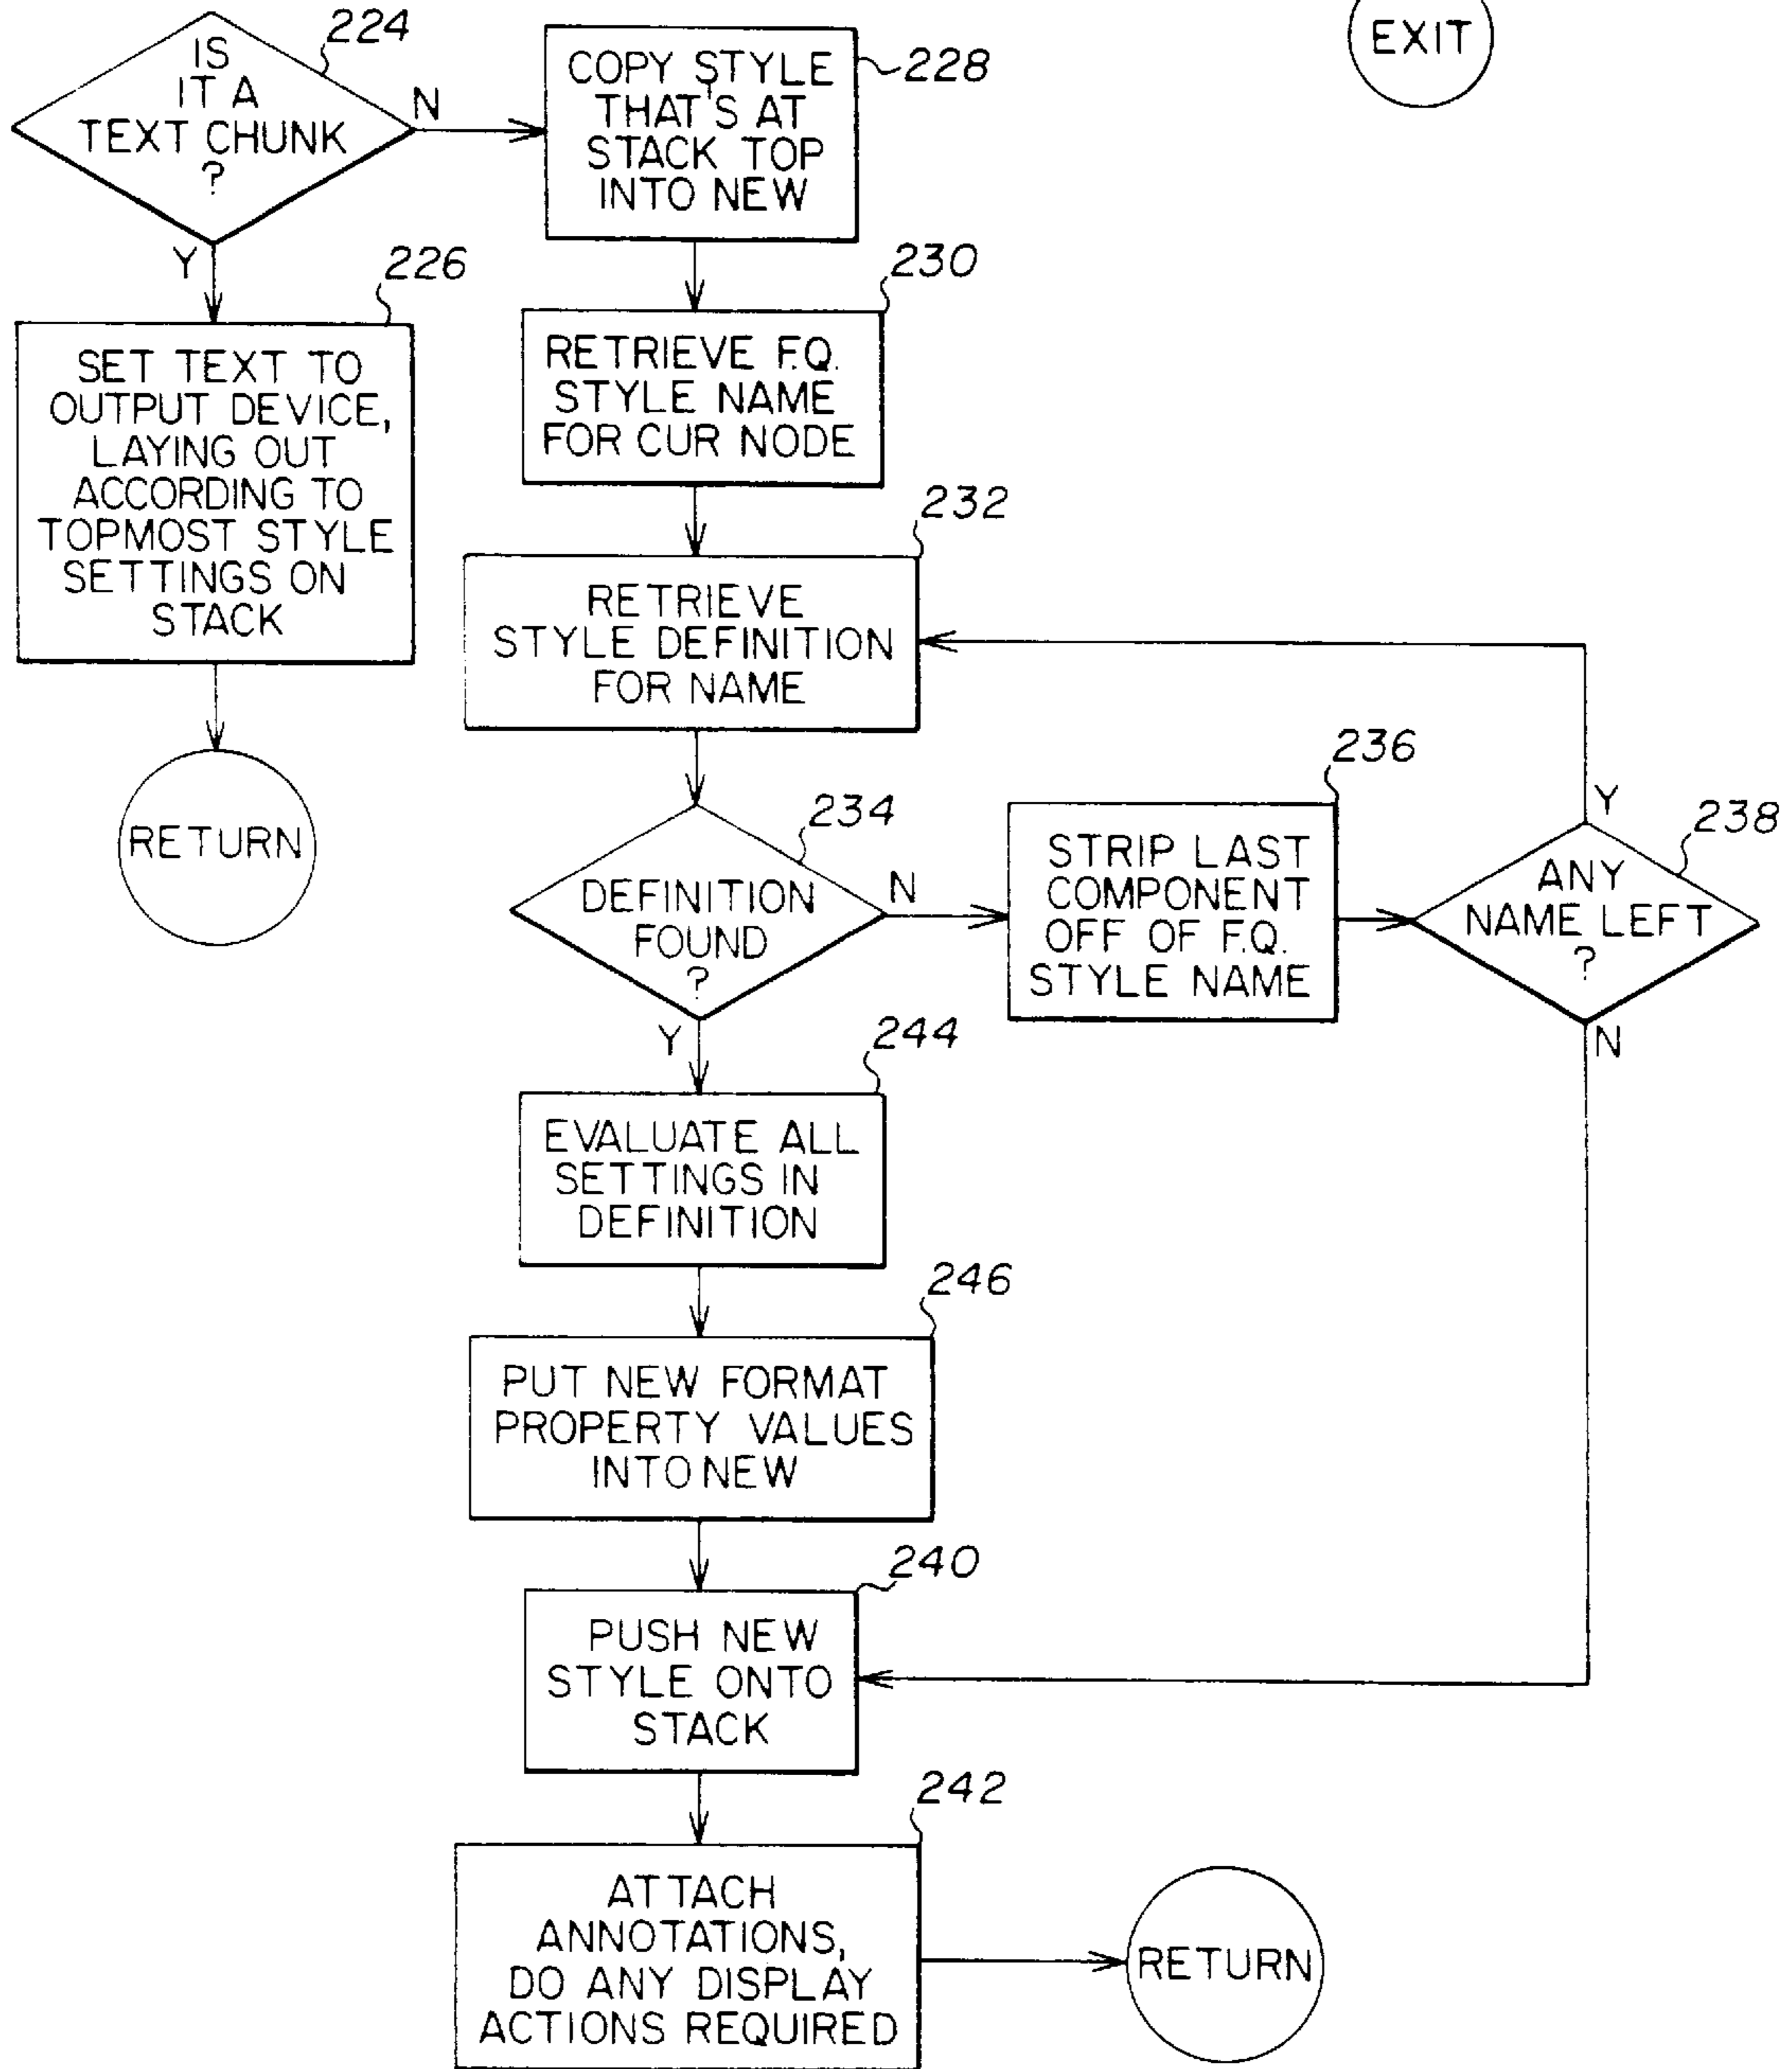 224
IS
IT A
TEXT CHUNK
?
N
Y
COPY STYLE
THAT'S AT
STACK TOP
INTO NEW
228
EXIT
226
SET TEXT TO
OUTPUT DEVICE,
LAYING OUT
ACCORDING TO
TOPMOST STYLE
SETTINGS ON
STACK
RETURN
230
RETRIEVE F.Q.
STYLE NAME
FOR CUR NODE
232
RETRIEVE
STYLE DEFINITION
FOR NAME
234
DEFINITION
FOUND
?
N
Y
236
STRIP LAST
COMPONENT
OFF OF F.Q.
STYLE NAME
Y
238
ANY
NAME LEFT
?
N
244
EVALUATE ALL
SETTINGS IN
DEFINITION
246
PUT NEW FORMAT
PROPERTY VALUES
INTO NEW
240
PUSH NEW
STYLE ONTO
STACK
242
ATTACH
ANNOTATIONS,
DO ANY DISPLAY
ACTIONS REQUIRED
RETURN